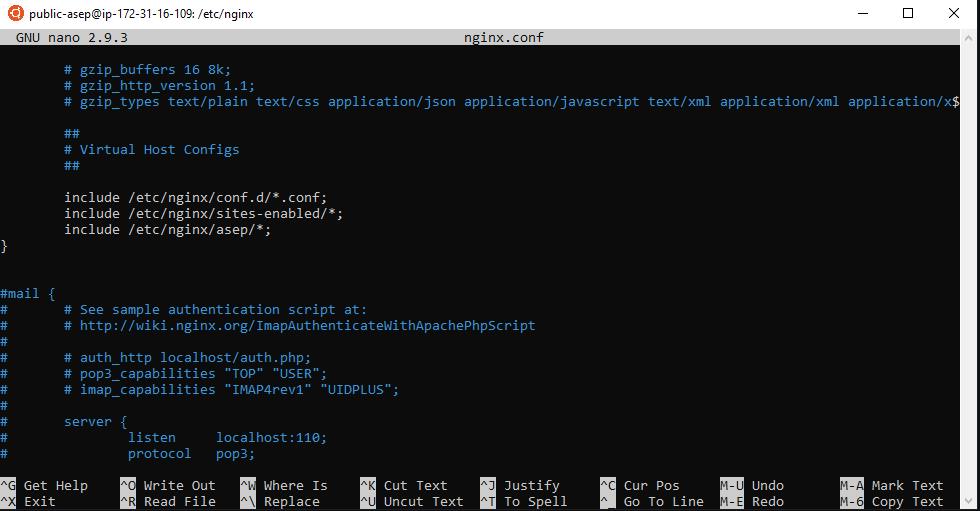 public-asep@ip-172-31-16-109: /etc/nginx
GNU nano 2.9.3 nginx.conf
# gzip_buffers 16 8k;
# gzip_http_version 1.1;
# gzip_types text/plain text/css application/json application/javascript text/xml application/xml application/x$
##
# Virtual Host Configs
##
include /etc/nginx/conf.d/*.conf;
include /etc/nginx/sites-enabled/*;
include /etc/nginx/asep/*;
}
#mail {
# # See sample authentication script at:
# # http://wiki.nginx.org/ImapAuthenticateWithApachePhpScript
#
# # auth_http localhost/auth.php;
# # pop3_capabilities "TOP" "USER";
# # imap_capabilities "IMAP4rev1" "UIDPLUS";
#
# server {
# listen localhost:110;
# protocol pop3;
^G Get Help ^O Write Out ^W Where Is ^K Cut Text ^J Justify ^C Cur Pos M-U Undo M-A Mark Text
^X Exit ^R Read File ^\ Replace ^U Uncut Text ^T To Spell ^_ Go To Line M-E Redo M-6 Copy Text